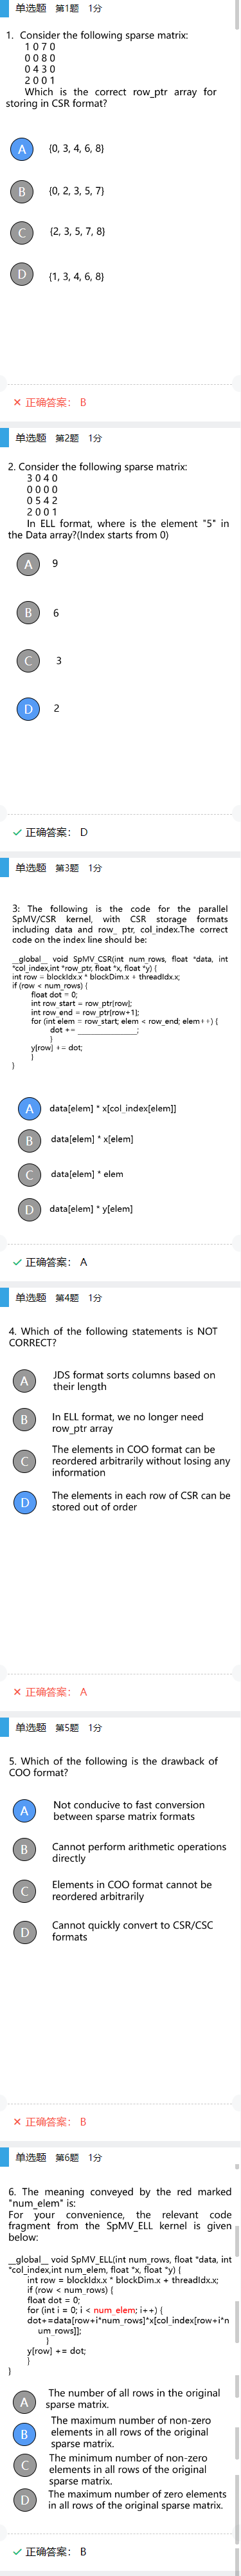 单选题 第1题 1分
1. Consider the following sparse matrix:
1 0 7 0
0 0 8 0
0 4 3 0
2 0 0 1
Which is the correct row_ptr array for
storing in CSR format?
A {0, 3, 4, 6, 8}
B {0, 2, 3, 5, 7}
C {2, 3, 5, 7, 8}
D {1, 3, 4, 6, 8}
× 正确答案： B
单选题 第2题 1分
2. Consider the following sparse matrix:
3 0 4 0
0 0 0 0
0 5 4 2
2 0 0 1
In ELL format, where is the element "5" in
the Data array?(Index starts from 0)
A 9
B 6
C 3
D 2
✓ 正确答案： D
单选题 第3题 1分
3: The following is the code for the parallel
SpMV/CSR kernel, with CSR storage formats
including data and row_ ptr, col_index.The correct
code on the index line should be:
__global__ void SpMV_CSR(int num_rows, float *data, int
*col_index,int *row_ptr, float *x, float *y) {
int row = blockIdx.x * blockDim.x + threadIdx.x;
if (row < num_rows) {
float dot = 0;
int row_start = row_ptr[row];
int row_end = row_ptr[row+1];
for (int elem = row_start; elem < row_end; elem++) {
dot += ______________;
}
y[row] += dot;
}
}
A data[elem] * x[col_index[elem]]
B data[elem] * x[elem]
C data[elem] * elem
D data[elem] * y[elem]
✓ 正确答案： A
单选题 第4题 1分
4. Which of the following statements is NOT
CORRECT?
A JDS format sorts columns based on
their length
B In ELL format, we no longer need
row_ptr array
C The elements in COO format can be
reordered arbitrarily without losing any
information
D The elements in each row of CSR can be
stored out of order
× 正确答案： A
单选题 第5题 1分
5. Which of the following is the drawback of
COO format?
A Not conducive to fast conversion
between sparse matrix formats
B Cannot perform arithmetic operations
directly
C Elements in COO format cannot be
reordered arbitrarily
D Cannot quickly convert to CSR/CSC
formats
× 正确答案： B
单选题 第6题 1分
6. The meaning conveyed by the red marked
"num_elem" is:
For your convenience, the relevant code
fragment from the SpMV_ELL kernel is given
below:
__global__ void SpMV_ELL(int num_rows, float *data, int
*col_index,int num_elem, float *x, float *y) {
int row = blockIdx.x * blockDim.x + threadIdx.x;
if (row < num_rows) {
float dot = 0;
for (int i = 0; i < num_elem; i++) {
dot+=data[row+i*num_rows]*x[col_index[row+i*n
um_rows]];
}
y[row] += dot;
}
}
A The number of all rows in the original
sparse matrix.
B The maximum number of non-zero
elements in all rows of the original
sparse matrix.
C The minimum number of non-zero
elements in all rows of the original
sparse matrix.
D The maximum number of zero elements
in all rows of the original sparse matrix.
✓ 正确答案： B